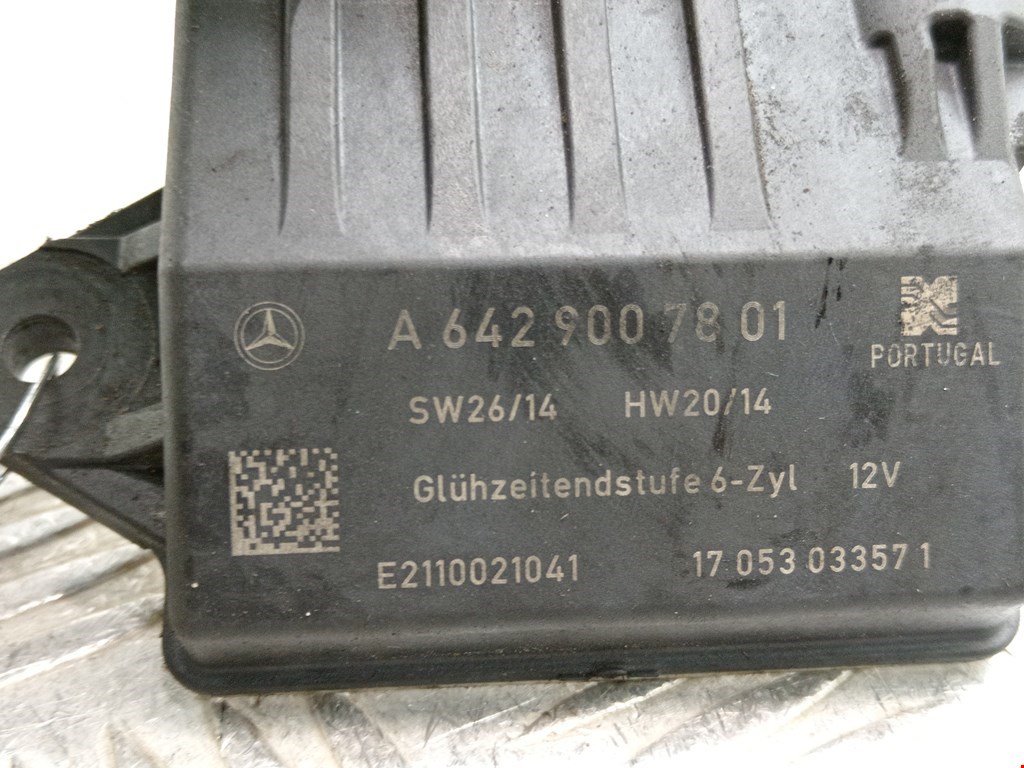 A 642 900 78 01
PORTUGAL
SW26/14 HW20/14
Glühzeitendstufe 6-Zyl 12V
E2110021041 17 053 03357 1